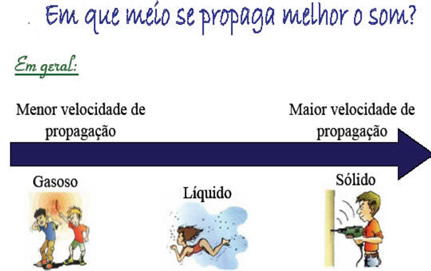 . Em que meio se propaga melhor o som?
Em geral:
Menor velocidade de
propagação
Maior velocidade de
propagação
Gasoso
Líquido
Sólido